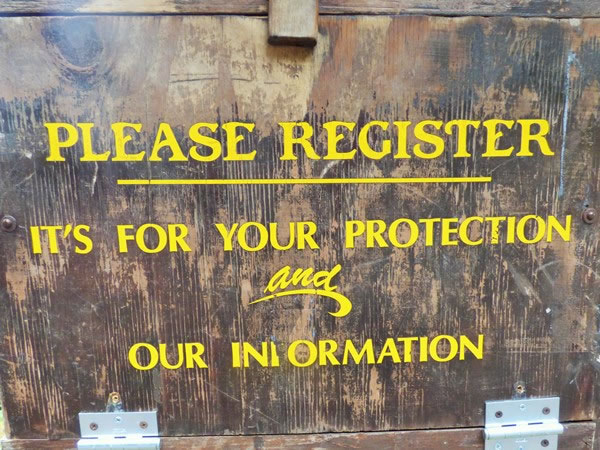 PLEASE REGISTER
IT'S FOR YOUR PROTECTION
and
OUR INFORMATION